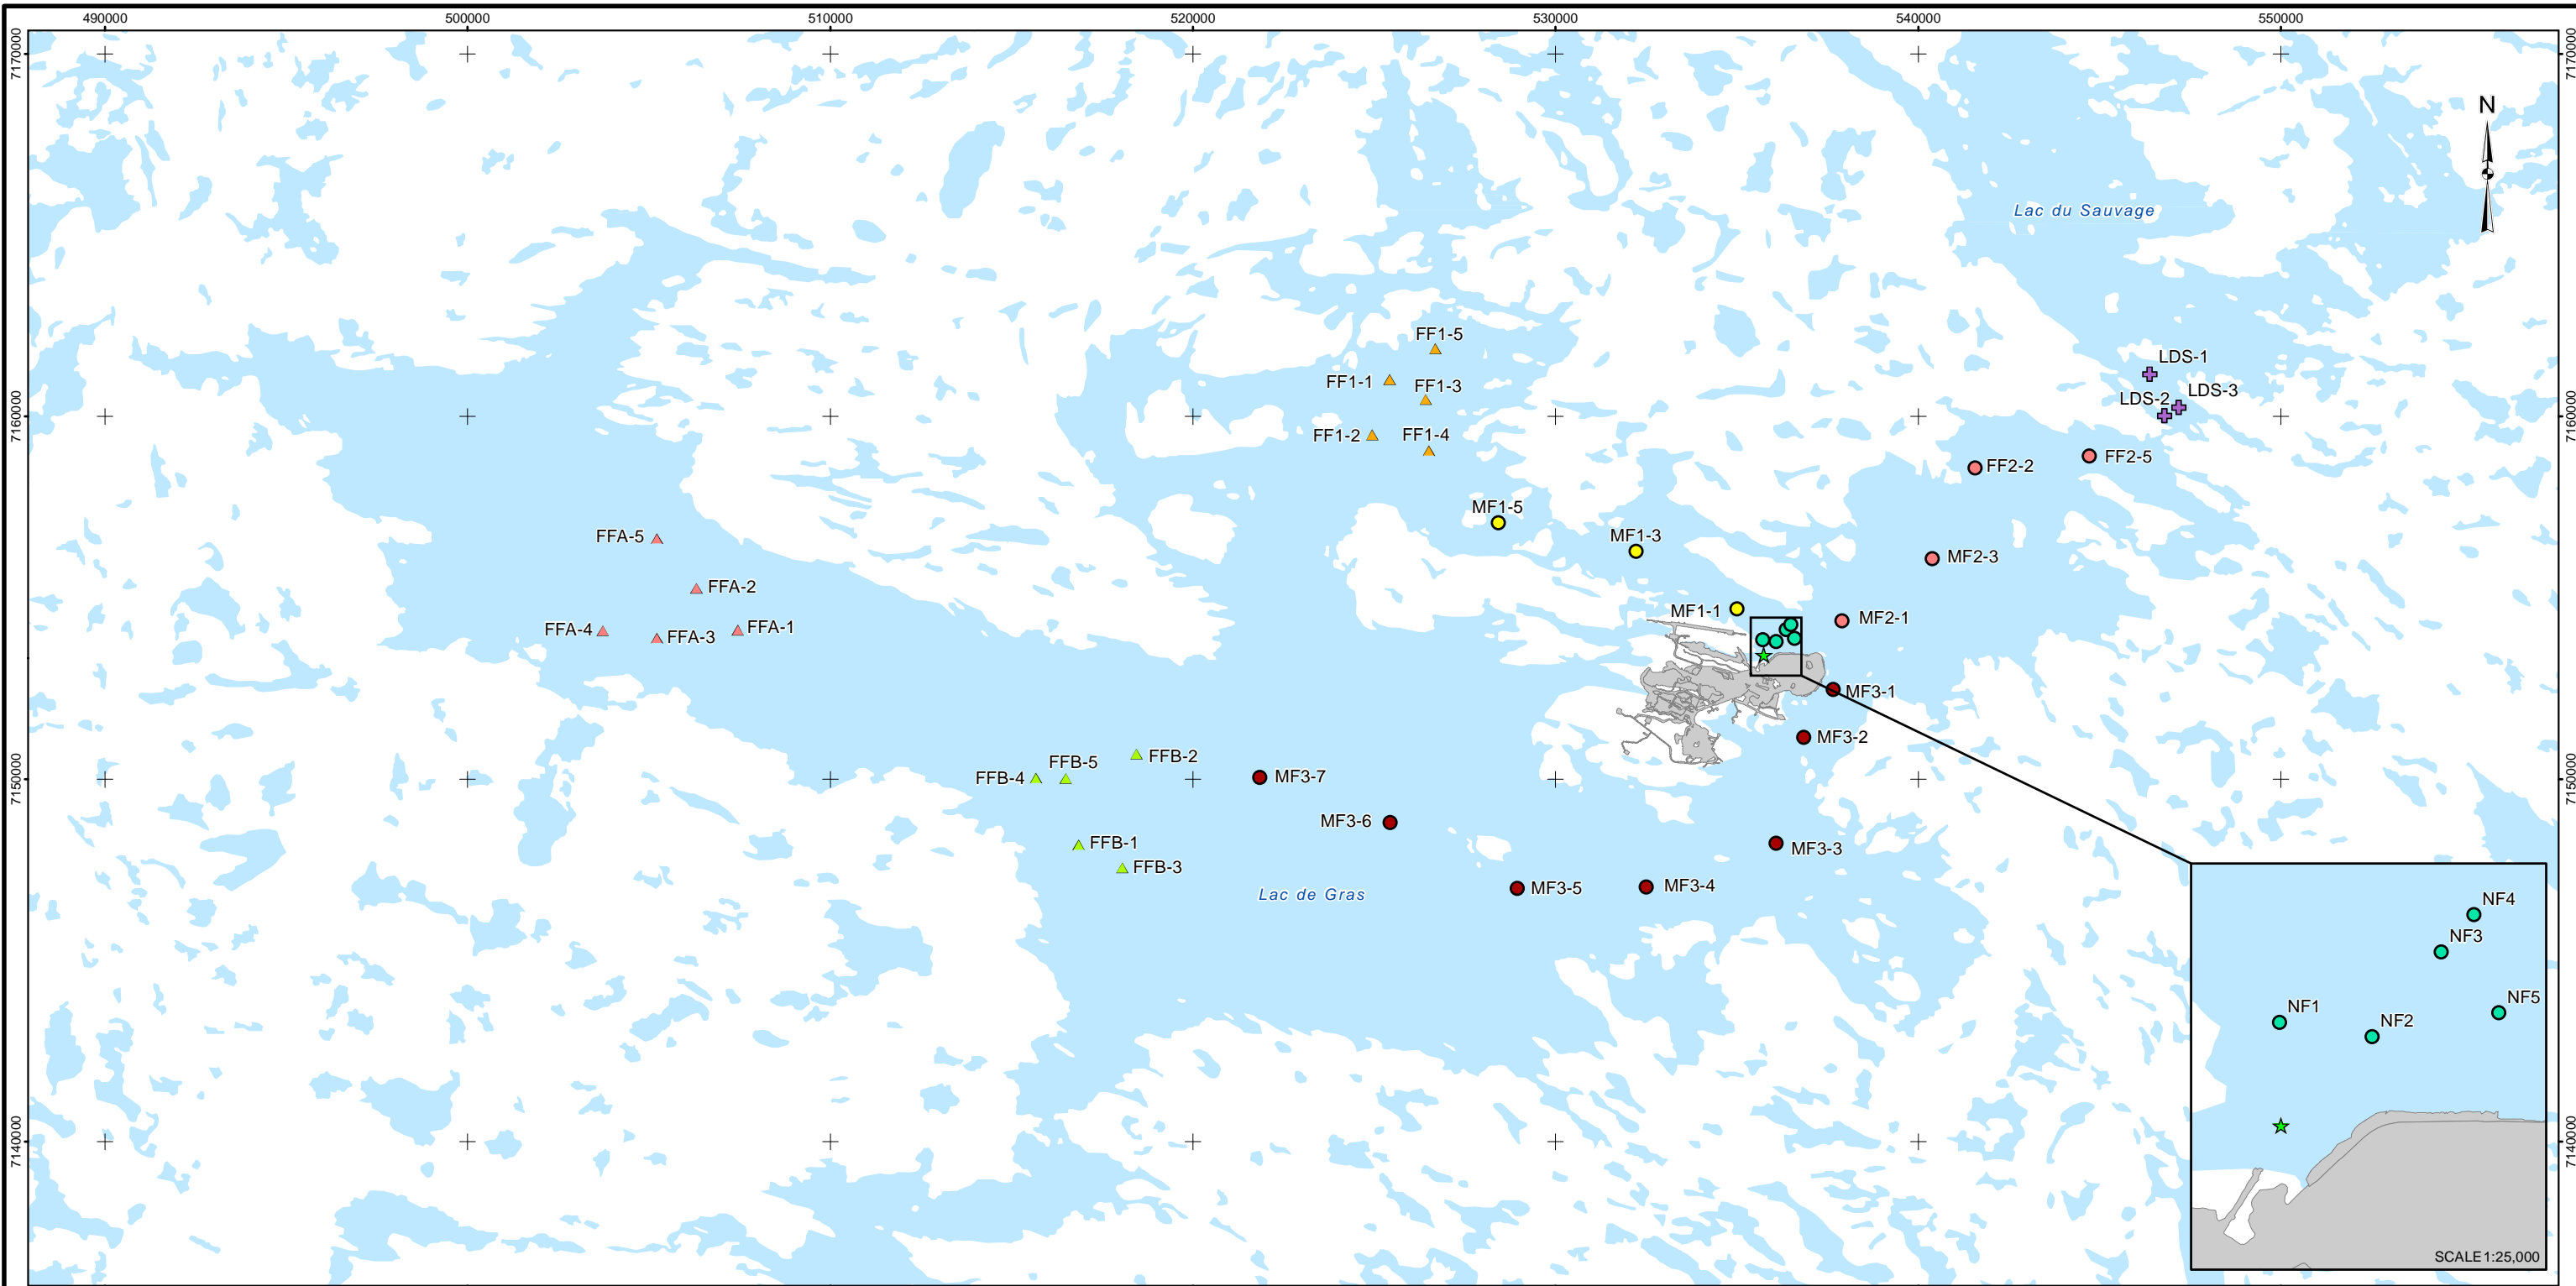 490000
500000
510000
520000
530000
540000
550000
7170000
7170000
N
Lac du Sauvage
FF1-5
LDS-1
FF1-1
FF1-3
LDS-3
LDS-2
7160000
7160000
FF1-2
FF1-4
FF2-5
FF2-2
MF1-5
FFA-5
MF1-3
MF2-3
FFA-2
MF1-1
MF2-1
FFA-4
FFA-3
FFA-1
MF3-1
MF3-2
FFB-2
FFB-5
FFB-4
MF3-7
7150000
7150000
MF3-6
FFB-1
MF3-3
FFB-3
MF3-5
MF3-4
Lac de Gras
NF4
NF3
NF5
NF1
NF2
7140000
7140000
SCALE 1:25,000